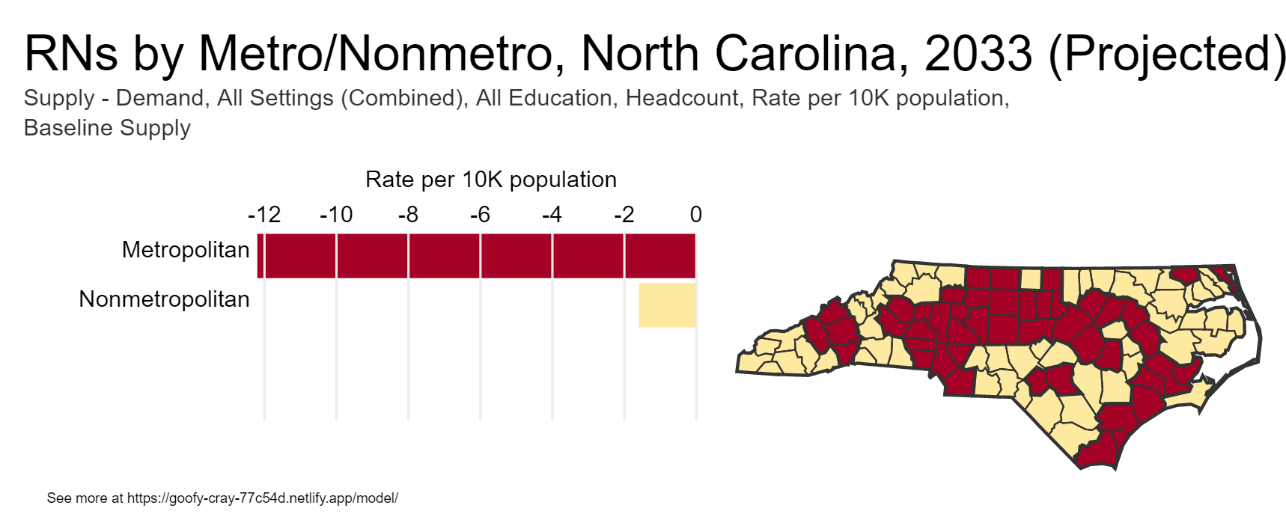 RNs by Metro/Nonmetro, North Carolina, 2033 (Projected)
Supply - Demand, All Settings (Combined), All Education, Headcount, Rate per 10K population,
Baseline Supply
Rate per 10K population
-12 -10 -8 -6 -4 -2 0
Metropolitan
Nonmetropolitan
See more at https://goofy-cray-77c54d.netlify.app/model/